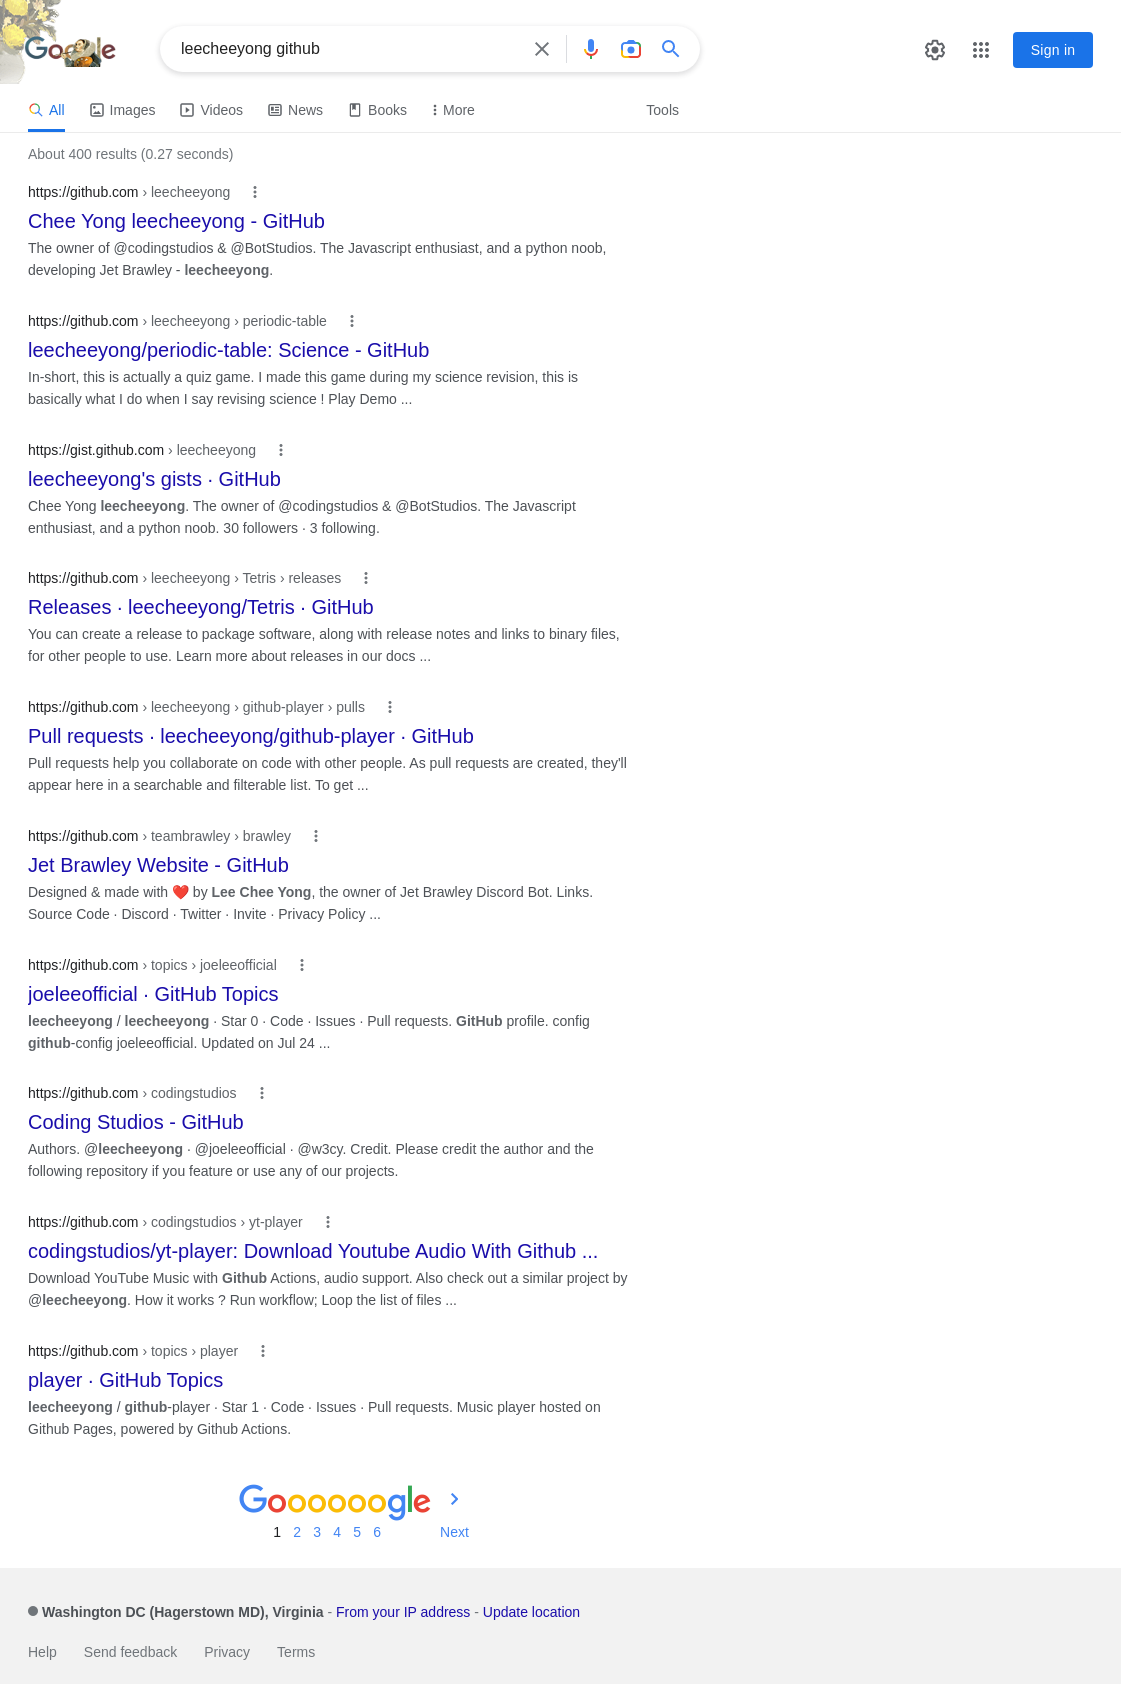 Google
leecheeyong github
Sign in
All Images Videos News Books More Tools
About 400 results (0.27 seconds)
https://github.com › leecheeyong
Chee Yong leecheeyong - GitHub
The owner of @codingstudios & @BotStudios. The Javascript enthusiast, and a python noob,
developing Jet Brawley - leecheeyong.
https://github.com › leecheeyong › periodic-table
leecheeyong/periodic-table: Science - GitHub
In-short, this is actually a quiz game. I made this game during my science revision, this is
basically what I do when I say revising science ! Play Demo ...
https://gist.github.com › leecheeyong
leecheeyong's gists · GitHub
Chee Yong leecheeyong. The owner of @codingstudios & @BotStudios. The Javascript
enthusiast, and a python noob. 30 followers · 3 following.
https://github.com › leecheeyong › Tetris › releases
Releases · leecheeyong/Tetris · GitHub
You can create a release to package software, along with release notes and links to binary files,
for other people to use. Learn more about releases in our docs ...
https://github.com › leecheeyong › github-player › pulls
Pull requests · leecheeyong/github-player · GitHub
Pull requests help you collaborate on code with other people. As pull requests are created, they'll
appear here in a searchable and filterable list. To get ...
https://github.com › teambrawley › brawley
Jet Brawley Website - GitHub
Designed & made with ❤️ by Lee Chee Yong, the owner of Jet Brawley Discord Bot. Links.
Source Code · Discord · Twitter · Invite · Privacy Policy ...
https://github.com › topics › joeleeofficial
joeleeofficial · GitHub Topics
leecheeyong / leecheeyong · Star 0 · Code · Issues · Pull requests. GitHub profile. config
github-config joeleeofficial. Updated on Jul 24 ...
https://github.com › codingstudios
Coding Studios - GitHub
Authors. @leecheeyong · @joeleeofficial · @w3cy. Credit. Please credit the author and the
following repository if you feature or use any of our projects.
https://github.com › codingstudios › yt-player
codingstudios/yt-player: Download Youtube Audio With Github ...
Download YouTube Music with Github Actions, audio support. Also check out a similar project by
@leecheeyong. How it works ? Run workflow; Loop the list of files ...
https://github.com › topics › player
player · GitHub Topics
leecheeyong / github-player · Star 1 · Code · Issues · Pull requests. Music player hosted on
Github Pages, powered by Github Actions.
Goooooogle
1 2 3 4 5 6 Next
Washington DC (Hagerstown MD), Virginia - From your IP address - Update location
Help Send feedback Privacy Terms